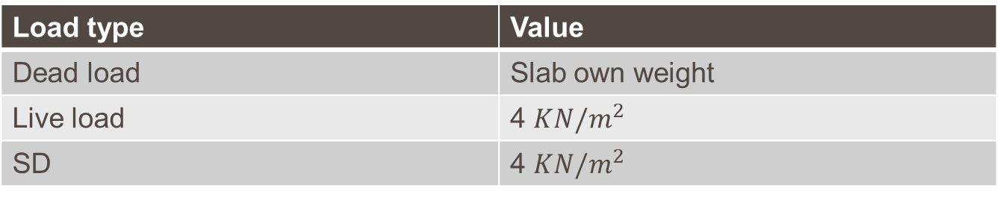 Load type Value
Dead load Slab own weight
Live load 4 KN/m²
SD 4 KN/m²